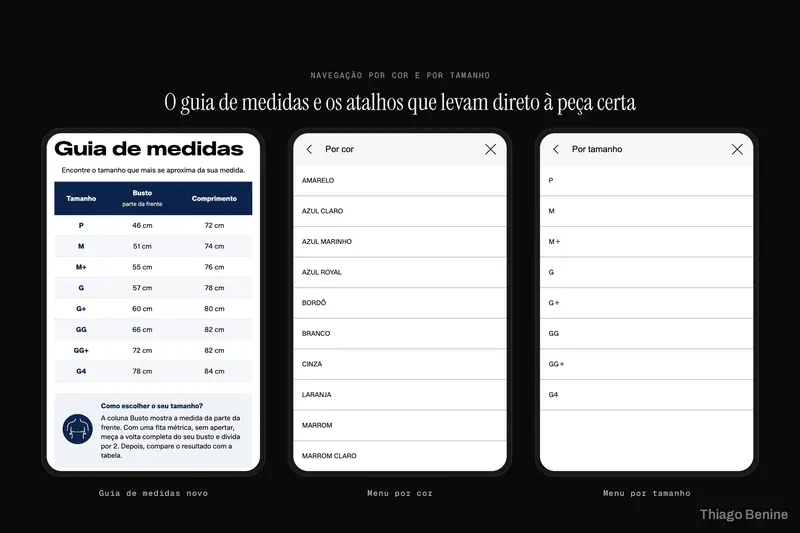 NAVEGAÇÃO POR COR E POR TAMANHO
O guia de medidas e os atalhos que levam direto à peça certa
Guia de medidas
Encontre o tamanho que mais se aproxima da sua medida.
Tamanho Busto parte da frente Comprimento
P 46 cm 72 cm
M 51 cm 74 cm
M+ 55 cm 76 cm
G 57 cm 78 cm
G+ 60 cm 80 cm
GG 66 cm 82 cm
GG+ 72 cm 82 cm
G4 78 cm 84 cm
Como escolher o seu tamanho?
A coluna Busto mostra a medida da parte da
frente. Com uma fita métrica, sem apertar,
meça a volta completa do seu busto e divida
por 2. Depois, compare o resultado com a
tabela.
Guia de medidas novo
Por cor
AMARELO
AZUL CLARO
AZUL MARINHO
AZUL ROYAL
BORDÔ
BRANCO
CINZA
LARANJA
MARROM
MARROM CLARO
Menu por cor
Por tamanho
P
M
M+
G
G+
GG
GG+
G4
Menu por tamanho
Thiago Benine